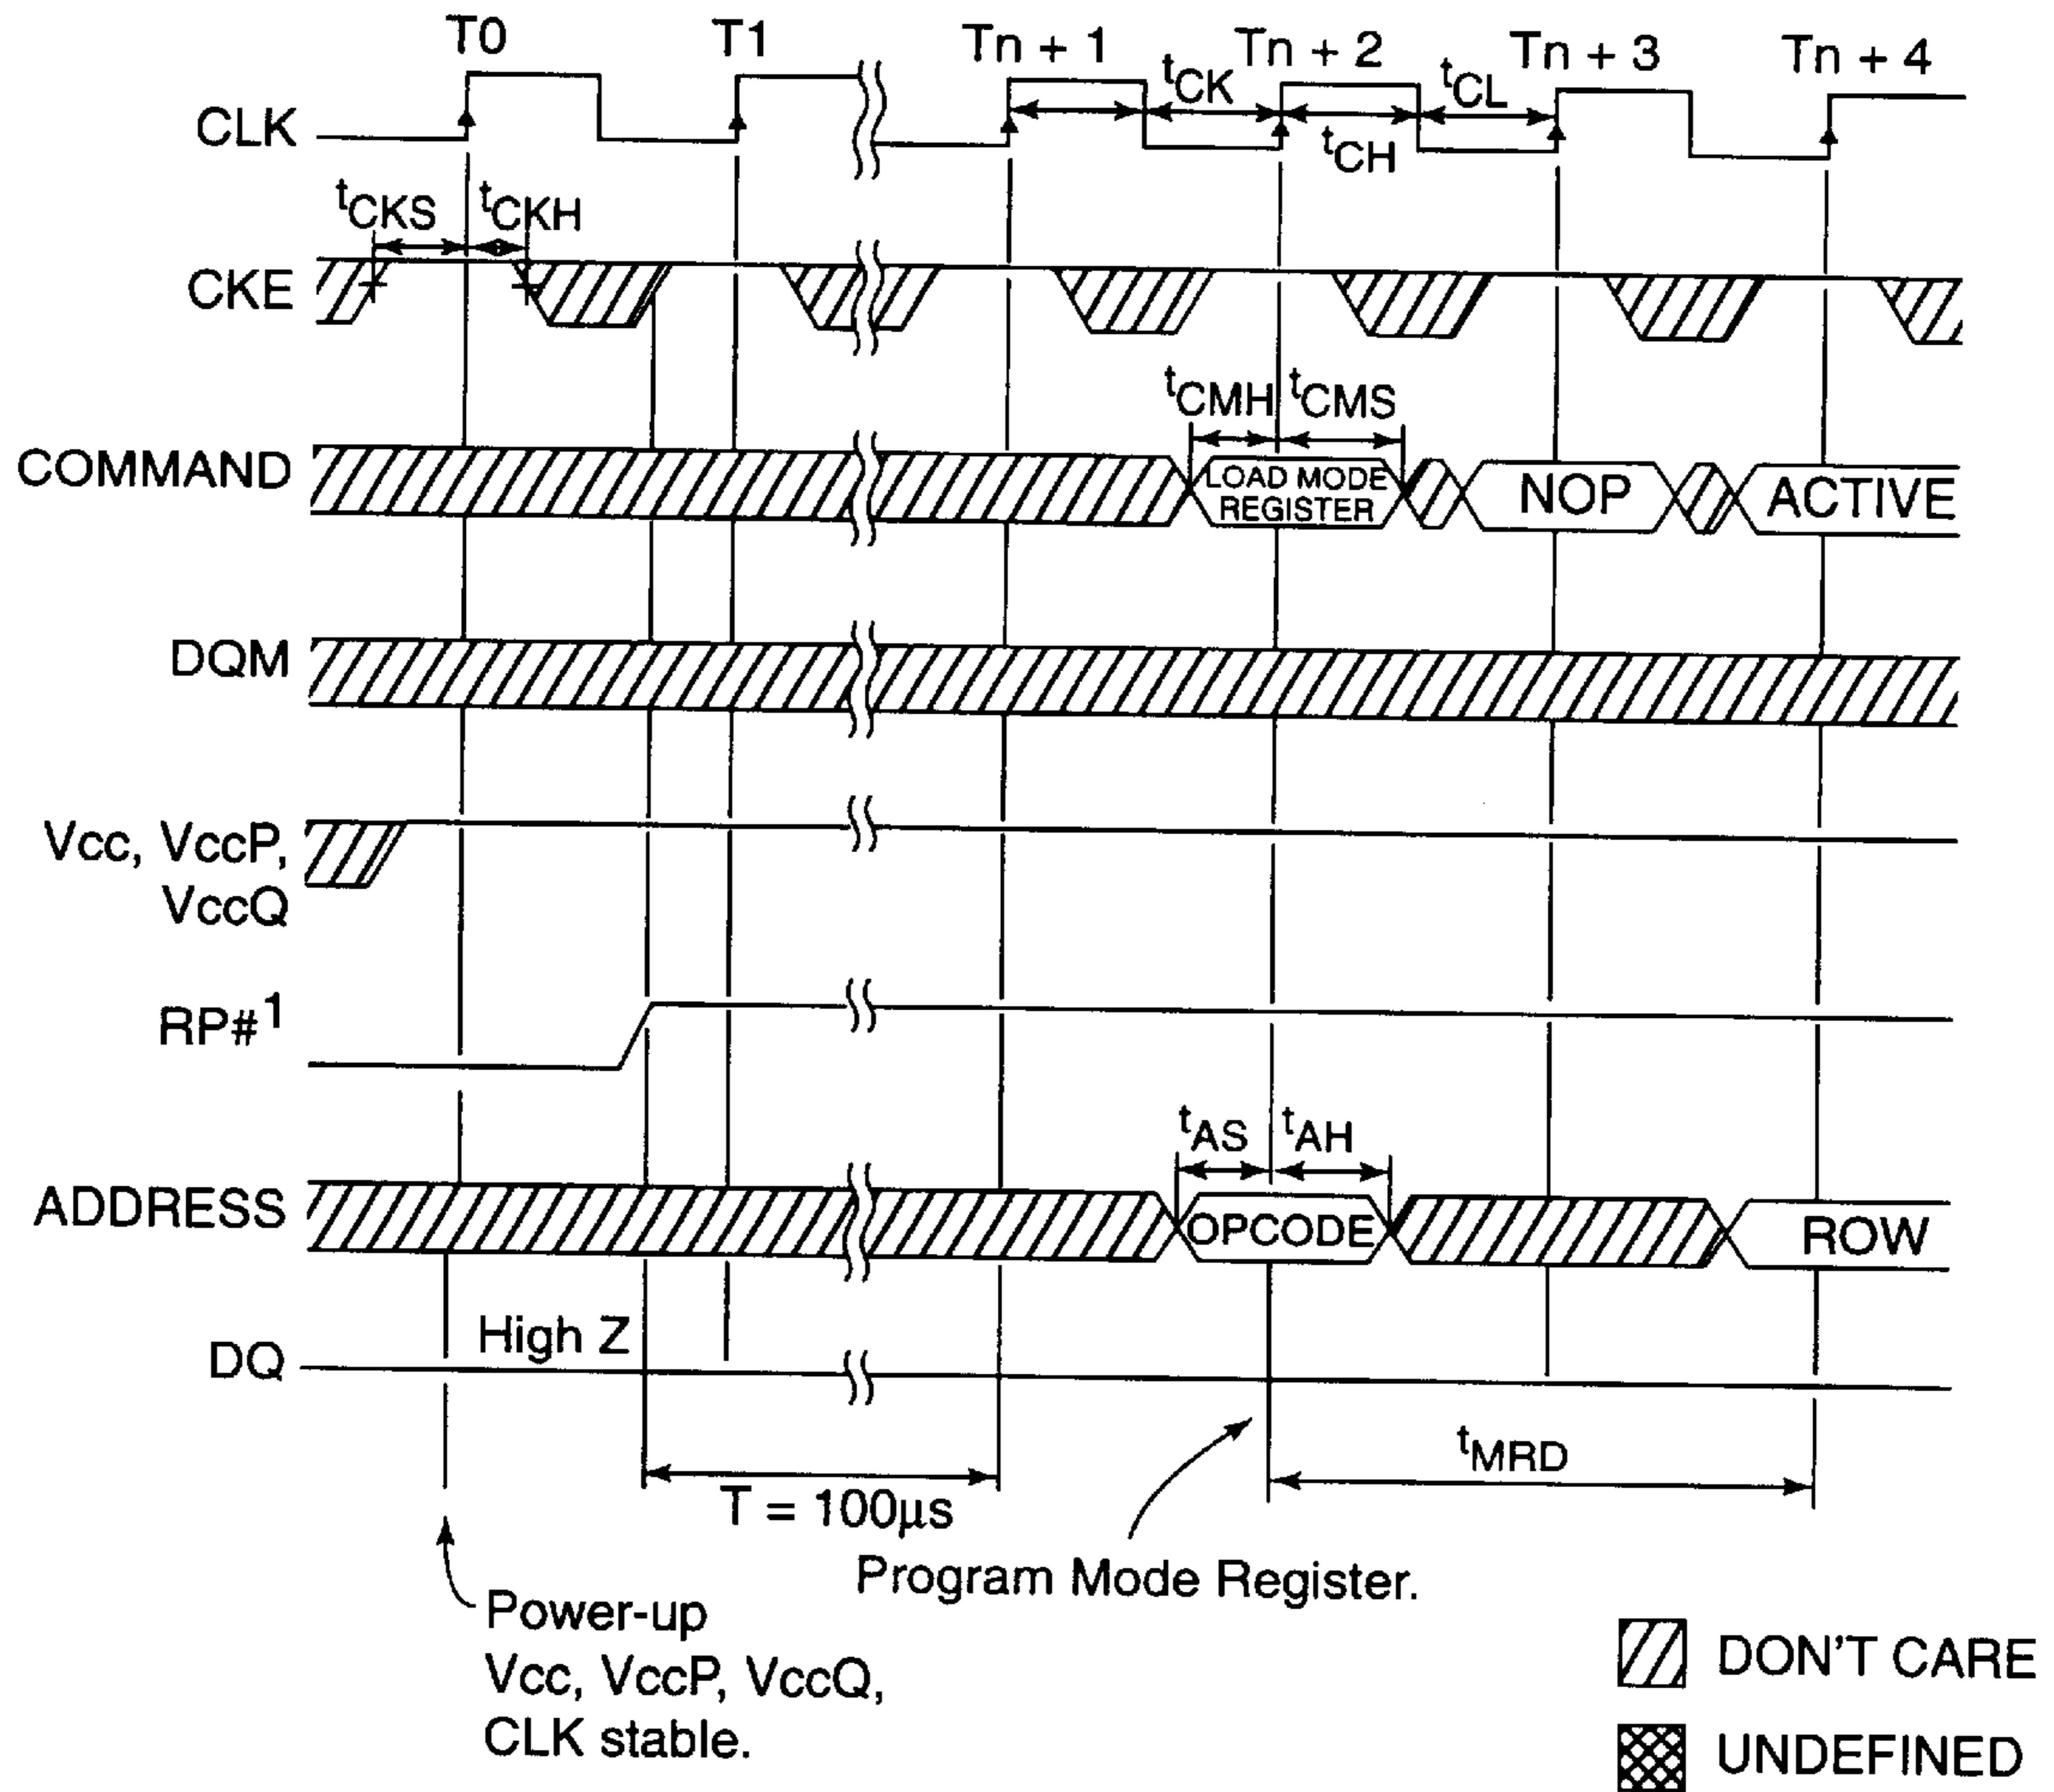 T0 T1 Tn + 1 Tn + 2 Tn + 3 Tn + 4
tCK tCL
CLK
tCH
tCKS tCKH
CKE
tCMH tCMS
COMMAND LOAD MODE REGISTER NOP ACTIVE
DQM
Vcc, VccP,
VccQ
RP#1
tAS tAH
ADDRESS OPCODE ROW
High Z
DQ
tMRD
T = 100μs
Program Mode Register.
Power-up
Vcc, VccP, VccQ,
CLK stable.
DON'T CARE
UNDEFINED